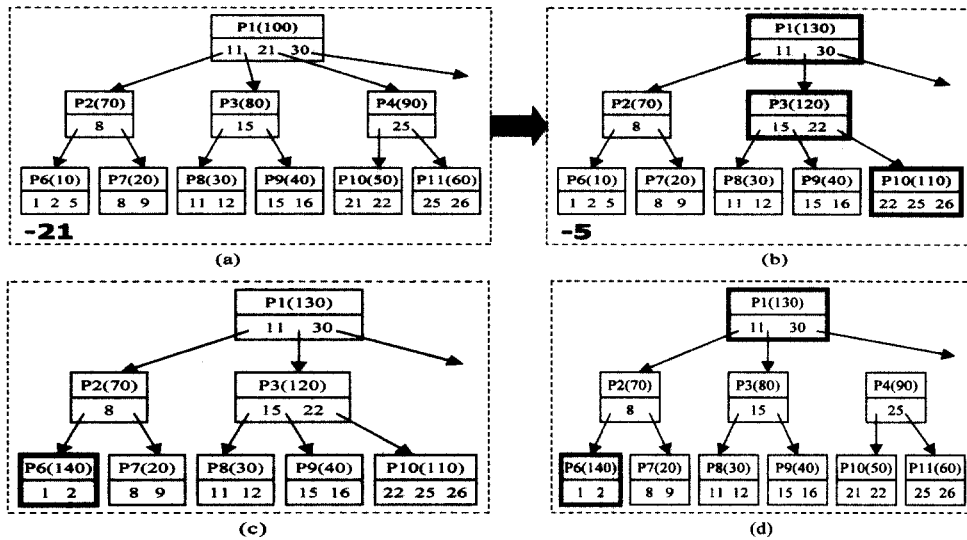 P1(100)
11 21 30
P2(70)
8
P3(80)
15
P4(90)
25
P6(10)
1 2 5
P7(20)
8 9
P8(30)
11 12
P9(40)
15 16
P10(50)
21 22
P11(60)
25 26
-21
(a)
P1(130)
11 30
P2(70)
8
P3(120)
15 22
P6(10)
1 2 5
P7(20)
8 9
P8(30)
11 12
P9(40)
15 16
P10(110)
22 25 26
-5
(b)
P1(130)
11 30
P2(70)
8
P3(120)
15 22
P6(140)
1 2
P7(20)
8 9
P8(30)
11 12
P9(40)
15 16
P10(110)
22 25 26
(c)
P1(130)
11 30
P2(70)
8
P3(80)
15
P4(90)
25
P6(140)
1 2
P7(20)
8 9
P8(30)
11 12
P9(40)
15 16
P10(50)
21 22
P11(60)
25 26
(d)